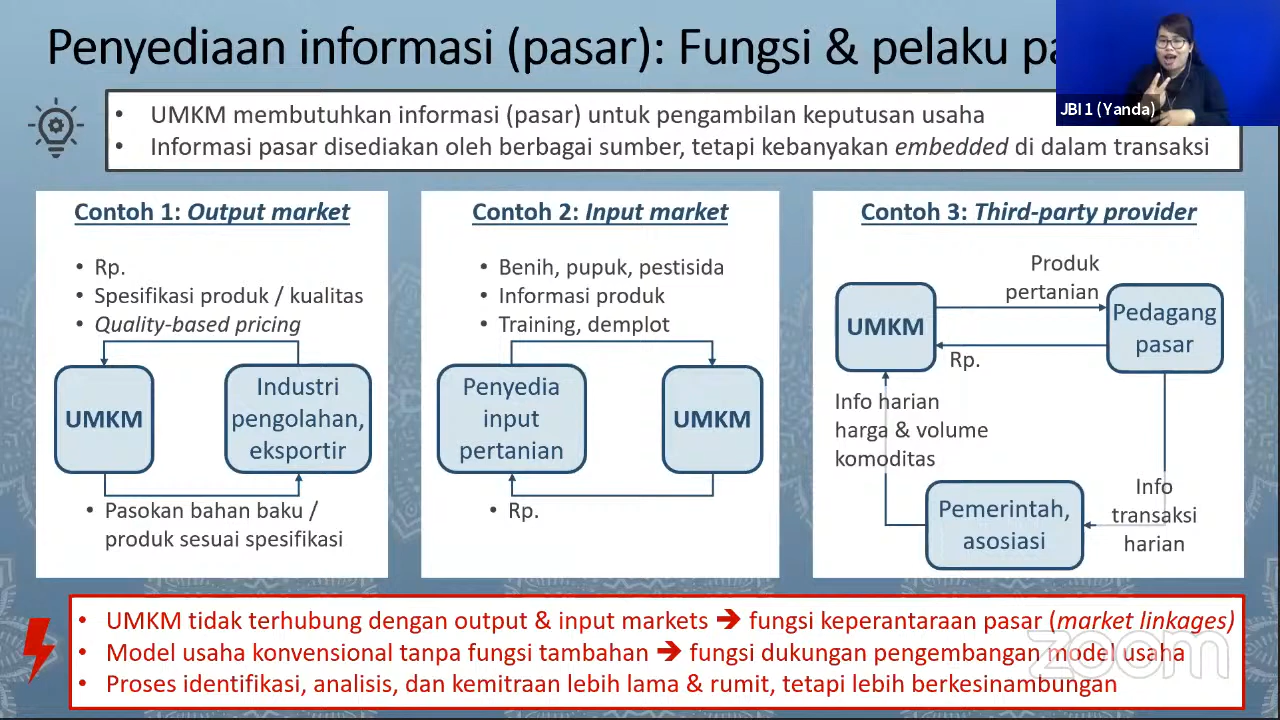 Penyediaan informasi (pasar): Fungsi & pelaku
JBI 1 (Yanda)
• UMKM membutuhkan informasi (pasar) untuk pengambilan keputusan usaha
• Informasi pasar disediakan oleh berbagai sumber, tetapi kebanyakan embedded di dalam transaksi
Contoh 1: Output market
• Rp.
• Spesifikasi produk / kualitas
• Quality-based pricing
UMKM
Industri
pengolahan,
eksportir
• Pasokan bahan baku /
produk sesuai spesifikasi
Contoh 2: Input market
• Benih, pupuk, pestisida
• Informasi produk
• Training, demplot
Penyedia
input
pertanian
UMKM
• Rp.
Contoh 3: Third-party provider
Produk
pertanian
UMKM
Pedagang
pasar
Rp.
Info harian
harga & volume
komoditas
Pemerintah,
asosiasi
Info
transaksi
harian
• UMKM tidak terhubung dengan output & input markets ➔ fungsi keperantaraan pasar (market linkages)
• Model usaha konvensional tanpa fungsi tambahan ➔ fungsi dukungan pengembangan model usaha
• Proses identifikasi, analisis, dan kemitraan lebih lama & rumit, tetapi lebih berkesinambungan
zoom